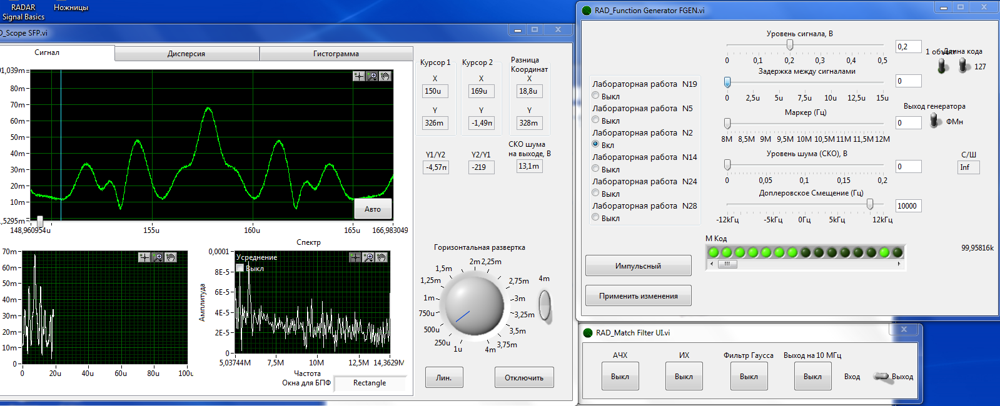 RADAR
Signal Basics
Ножницы
D_Scope SFP.vi
Сигнал
Дисперсия
Гистограмма
91,039m
80m
70m
60m
50m
40m
30m
20m
10m
,5295m
148,960954u
155u
160u
165u
166,983049
Авто
Курсор 1
X
150u
Y
326m
Курсор 2
X
169u
Y
-1,49m
Разница
Координат
X
18,8u
Y
328m
Y1/Y2
-4,57m
Y2/Y1
-219
СКО шума
на выходе, В
13,1m
70m
60m
50m
40m
30m
20m
10m
0
0
20u
40u
60u
80u
100u
Спектр
Усреднение
Выкл
Амплитуда
0,0001
8E-5
6E-5
4E-5
2E-5
0
5,03744M
7,5M
10M
12,5M
14,3629M
Частота
Окна для БПФ
Rectangle
Горизонтальная развертка
1u
250u
500u
750u
1m
1,25m
1,5m
2m
2,25m
2,75m
3m
3,25m
3,5m
3,75m
4m
4m
Лин.
Отключить
RAD_Function Generator FGEN.vi
Лабораторная работа N19
Выкл
Лабораторная работа N5
Выкл
Лабораторная работа N2
Вкл
Лабораторная работа N14
Выкл
Лабораторная работа N24
Выкл
Лабораторная работа N28
Выкл
Уровень сигнала, В
0 0,1 0,2 0,3 0,4 0,5
0,2
Задержка между сигналами
0 2,5u 5u 7,5u 10u 12,5u 15u
0
Маркер (Гц)
8M 8,5M 9M 9,5M 10M 10,5M 11M 11,5M 12M
0
Уровень шума (СКО), В
0 0,05 0,1 0,15 0,2
0
Доплеровское Смещение (Гц)
-12кГц -5кГц 0Гц 5кГц 12кГц
10000
1 объект
Длина кода
127
Выход генератора
ФМн
С/Ш
Inf
М Код
99,95816k
Импульсный
Применить изменения
RAD_Match Filter UI.vi
АЧХ
Выкл
ИХ
Выкл
Фильтр Гаусса
Выкл
Выход на 10 МГц
Выкл
Вход
Выход